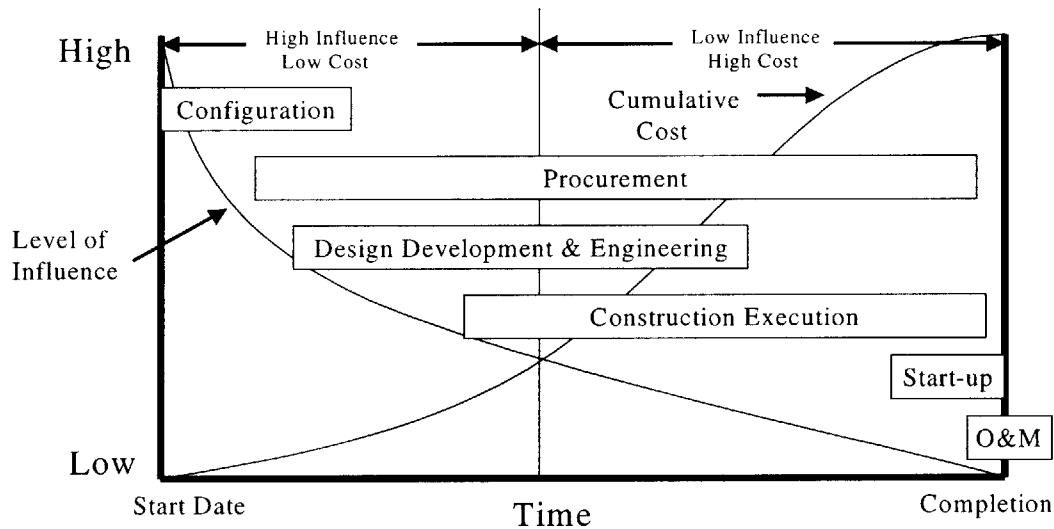 High
High Influence
Low Cost
Low Influence
High Cost
Configuration
Cumulative
Cost
Procurement
Level of
Influence
Design Development & Engineering
Construction Execution
Start-up
O&M
Low
Start Date
Time
Completion